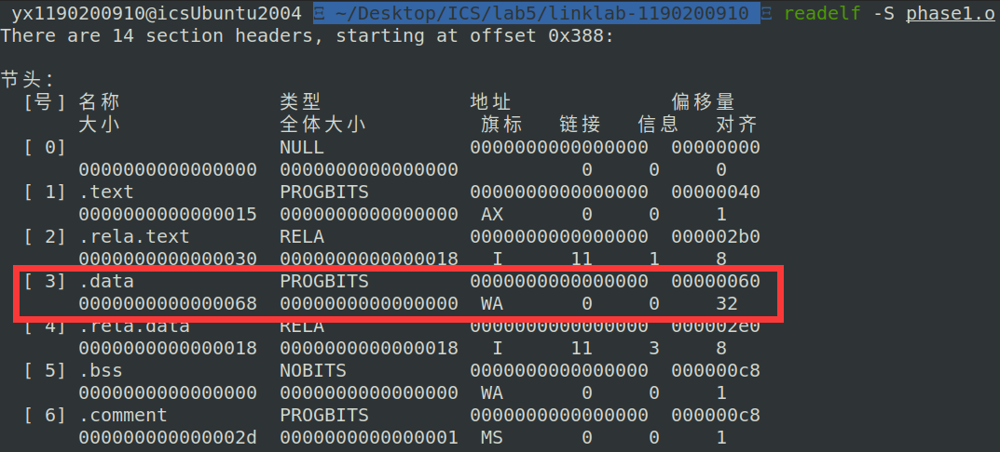 yx1190200910@icsUbuntu2004 Ξ ~/Desktop/ICS/lab5/linklab-1190200910 Ξ readelf -S phase1.o
There are 14 section headers, starting at offset 0x388:
节头：
[号] 名称 类型 地址 偏移量
大小 全体大小 旗标 链接 信息 对齐
[ 0] NULL 0000000000000000 00000000
0000000000000000 0000000000000000 0 0 0
[ 1] .text PROGBITS 0000000000000000 00000040
0000000000000015 0000000000000000 AX 0 0 1
[ 2] .rela.text RELA 0000000000000000 000002b0
0000000000000030 0000000000000018 I 11 1 8
[ 3] .data PROGBITS 0000000000000000 00000060
0000000000000068 0000000000000000 WA 0 0 32
[ 4] .rela.data RELA 0000000000000000 000002e0
0000000000000018 0000000000000018 I 11 3 8
[ 5] .bss NOBITS 0000000000000000 000000c8
0000000000000000 0000000000000000 WA 0 0 1
[ 6] .comment PROGBITS 0000000000000000 000000c8
000000000000002d 0000000000000001 MS 0 0 1